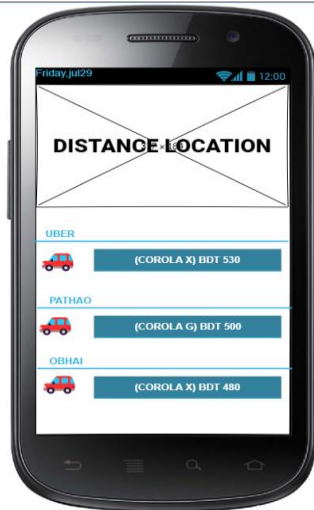 Friday,jul29
12:00
DISTANCE LOCATION
UBER
(COROLA X) BDT 530
PATHAO
(COROLA G) BDT 500
OBHAI
(COROLA X) BDT 480